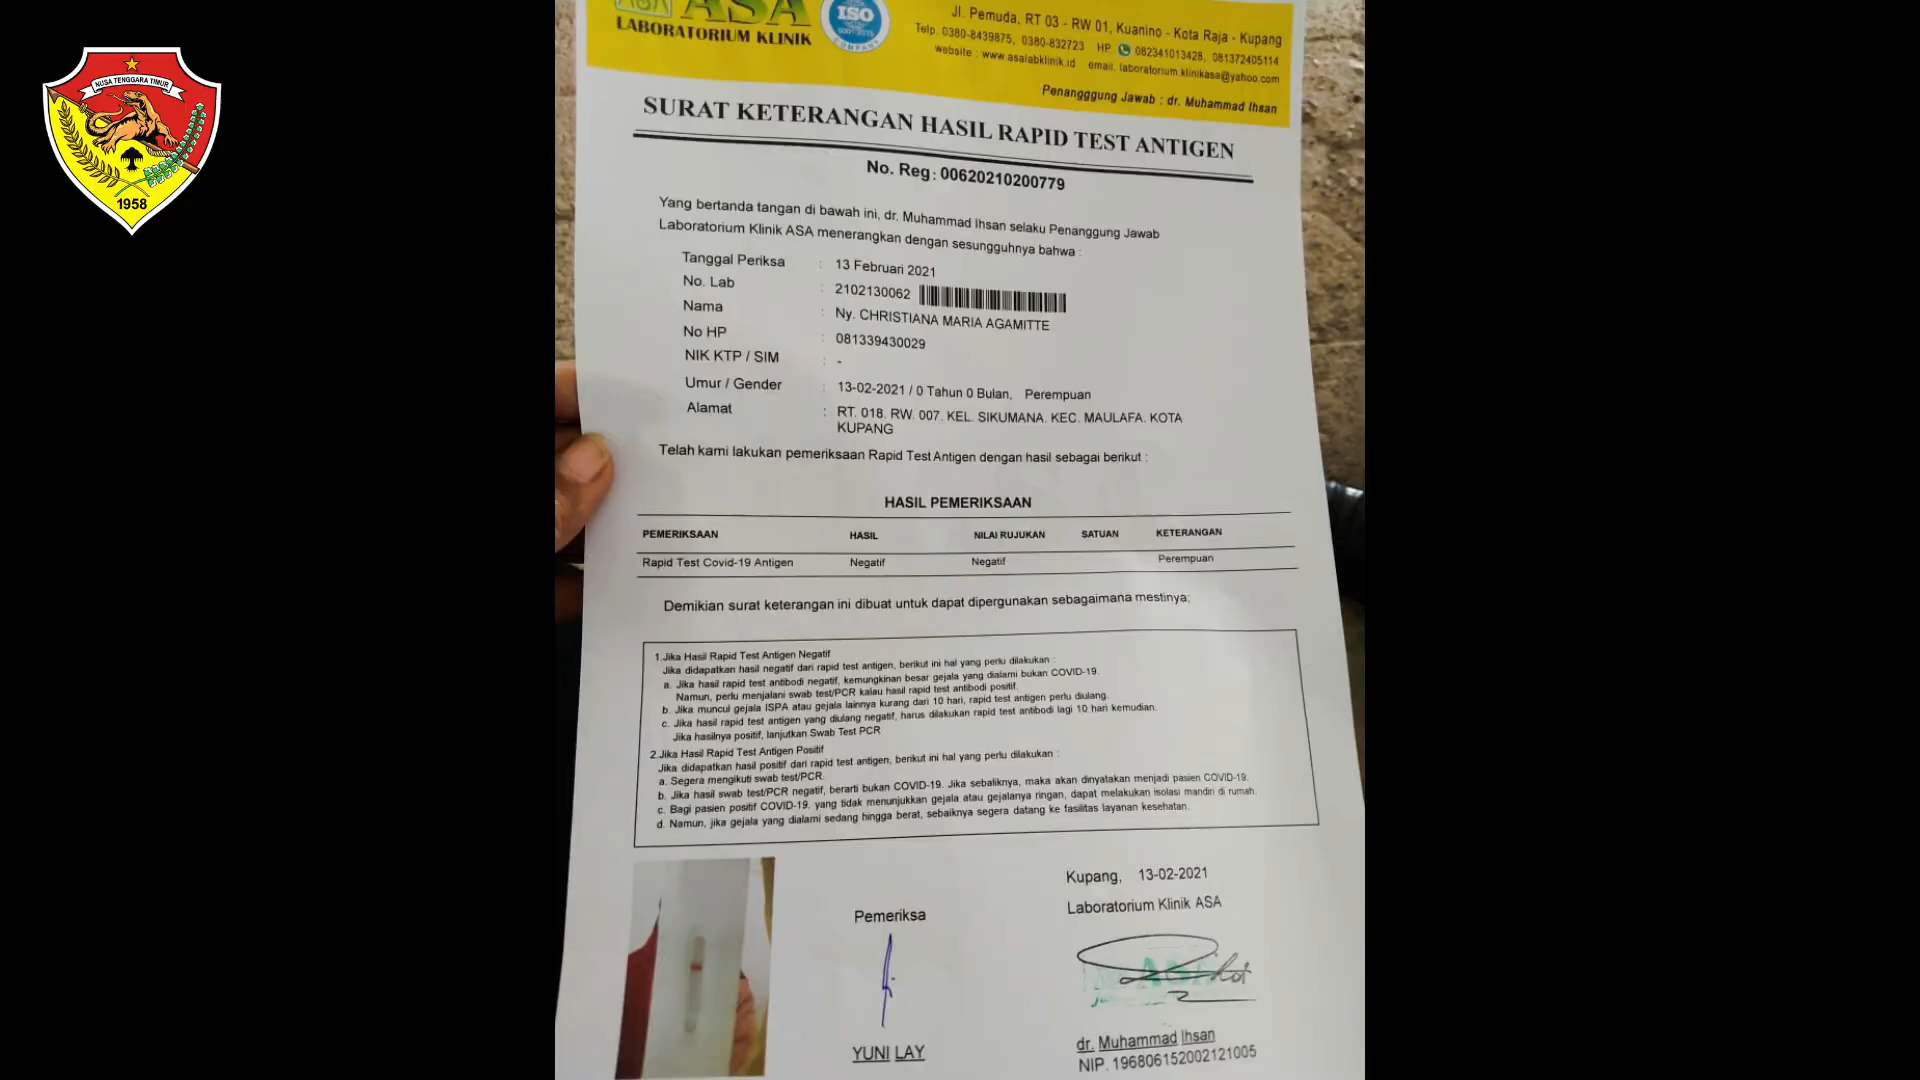 NUSA TENGGARA TIMUR
1958
ASA ASA
LABORATORIUM KLINIK
ISO
9001:2015
COMPANY
Jl. Pemuda, RT 03 - RW 01, Kuanino - Kota Raja - Kupang
Telp. 0380-8439875, 0380-832723 HP 082341013428, 081372405114
website : www.asalabklinik.id email. laboratorium.klinikasa@yahoo.com
Penangggung Jawab : dr. Muhammad Ihsan
SURAT KETERANGAN HASIL RAPID TEST ANTIGEN
No. Reg: 00620210200779
Yang bertanda tangan di bawah ini, dr. Muhammad Ihsan selaku Penanggung Jawab
Laboratorium Klinik ASA menerangkan dengan sesungguhnya bahwa :
Tanggal Periksa : 13 Februari 2021
No. Lab : 2102130062
Nama : Ny. CHRISTIANA MARIA AGAMITTE
No HP : 081339430029
NIK KTP / SIM : -
Umur / Gender : 13-02-2021 / 0 Tahun 0 Bulan, Perempuan
Alamat : RT. 018. RW. 007. KEL. SIKUMANA. KEC. MAULAFA. KOTA
KUPANG
Telah kami lakukan pemeriksaan Rapid Test Antigen dengan hasil sebagai berikut :
HASIL PEMERIKSAAN
PEMERIKSAAN HASIL NILAI RUJUKAN SATUAN KETERANGAN
Rapid Test Covid-19 Antigen Negatif Negatif Perempuan
Demikian surat keterangan ini dibuat untuk dapat dipergunakan sebagaimana mestinya;
1.Jika Hasil Rapid Test Antigen Negatif
Jika didapatkan hasil negatif dari rapid test antigen, berikut ini hal yang perlu dilakukan :
a. Jika hasil rapid test antibodi negatif, kemungkinan besar gejala yang dialami bukan COVID-19.
Namun, perlu menjalani swab test/PCR kalau hasil rapid test antibodi positif.
b. Jika muncul gejala ISPA atau gejala lainnya kurang dari 10 hari, rapid test antigen perlu diulang.
c. Jika hasil rapid test antigen yang diulang negatif, harus dilakukan rapid test antibodi lagi 10 hari kemudian.
Jika hasilnya positif, lanjutkan Swab Test PCR
2.Jika Hasil Rapid Test Antigen Positif
Jika didapatkan hasil positif dari rapid test antigen, berikut ini hal yang perlu dilakukan :
a. Segera mengikuti swab test/PCR.
b. Jika hasil swab test/PCR negatif, berarti bukan COVID-19. Jika sebaliknya, maka akan dinyatakan menjadi pasien COVID-19.
c. Bagi pasien positif COVID-19. yang tidak menunjukkan gejala atau gejalanya ringan, dapat melakukan isolasi mandiri di rumah.
d. Namun, jika gejala yang dialami sedang hingga berat, sebaiknya segera datang ke fasilitas layanan kesehatan.
Kupang, 13-02-2021
Laboratorium Klinik ASA
Pemeriksa
YUNI LAY
dr. Muhammad Ihsan
NIP. 196806152002121005